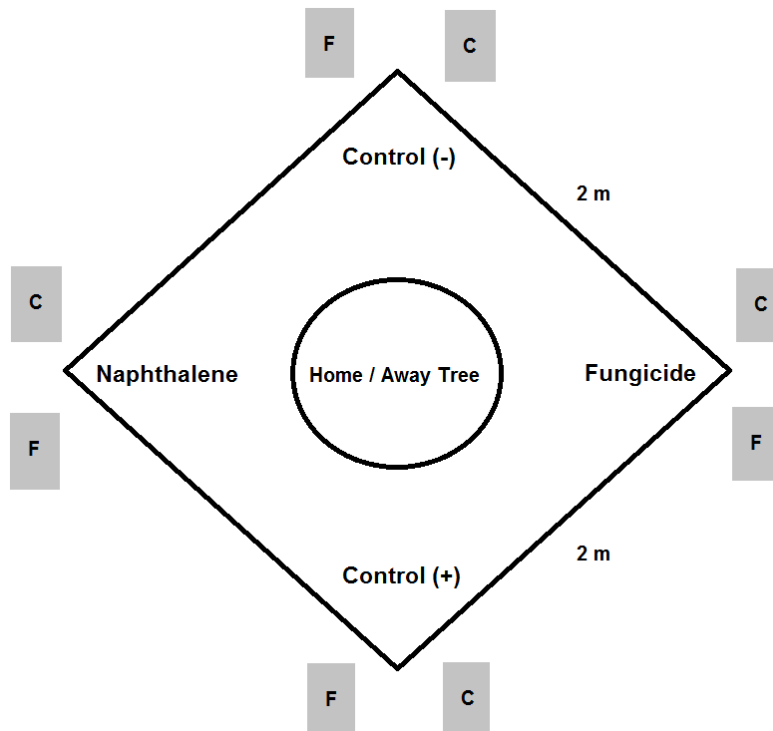 F
C
Control (-)
2 m
C
C
Naphthalene
Home / Away Tree
Fungicide
F
F
2 m
Control (+)
F
C